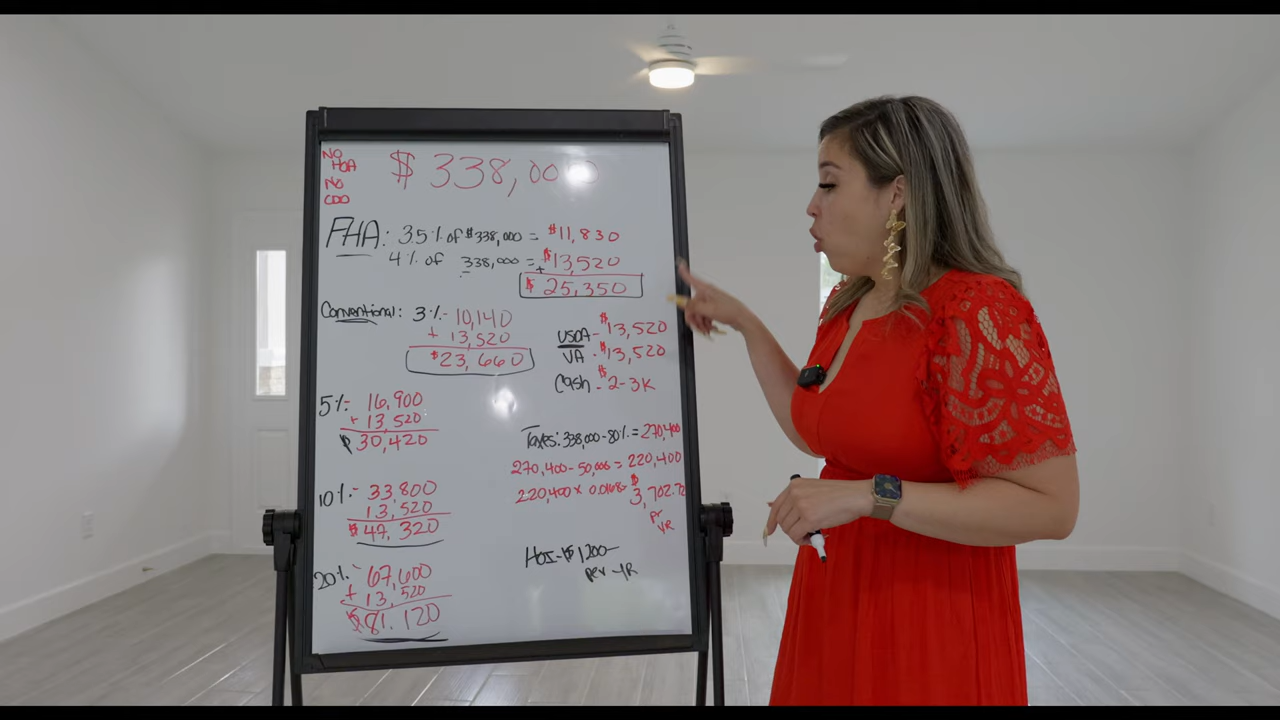 NO
HOA
NO
CDD
$ 338,000
FHA: 3.5% of $338,000 = $11,830
4% of 338,000 = + $13,520
$ 25,350
Conventional: 3% - 10,140
+ 13,520
$23,660
USDA - $13,520
VA - $13,520
Cash - $2-3K
5% - 16,900
+ 13,520
$30,420
10% - 33,800
13,520
$47,320
20% - 67,600
+ 13,520
$81,120
Taxes: 338,000 - 80% = 270,400
270,400 - 50,000 = 220,400
220,400 x 0.0168 = $3,702.72
Pr
YR
HOI - $1200-
per YR